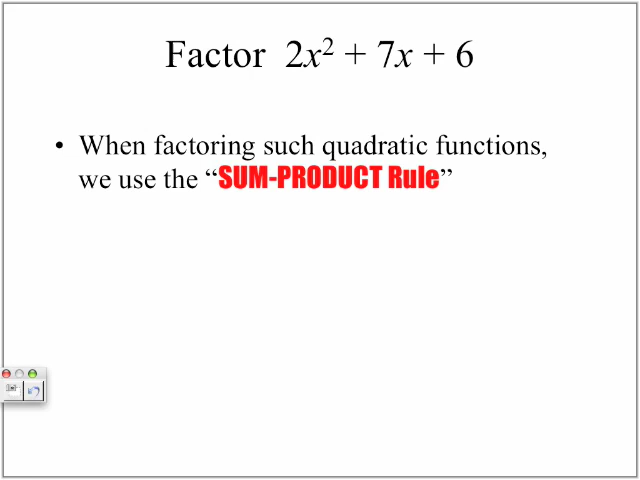 Factor 2x² + 7x + 6
• When factoring such quadratic functions,
we use the “SUM-PRODUCT Rule”